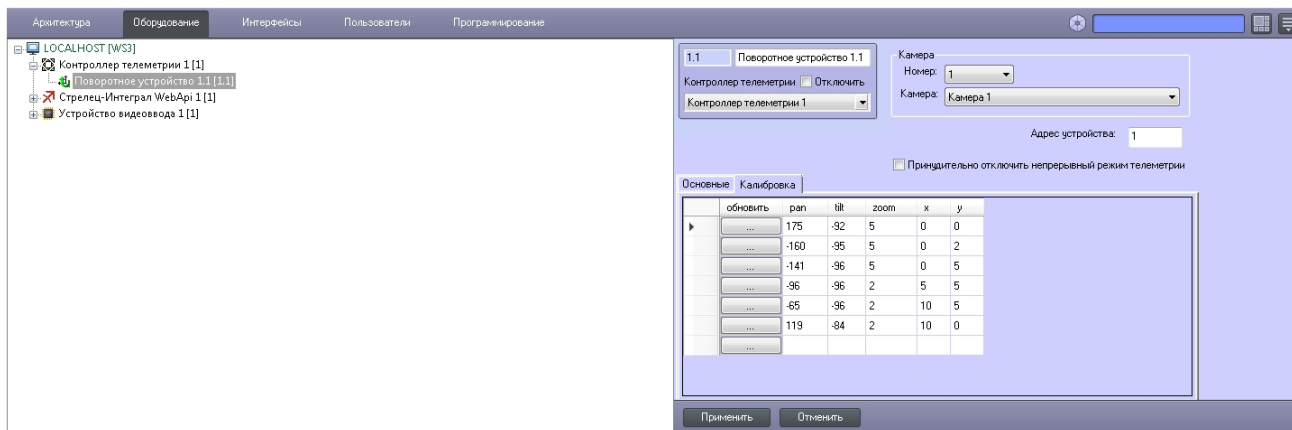 Архитектура Оборудование Интерфейсы Пользователи Программирование
LOCALHOST [WS3]
Контроллер телеметрии 1 [1]
Поворотное устройство 1.1 [1.1]
Стрелец-Интеграл WebApi 1 [1]
Устройство видеоввода 1 [1]
1.1 Поворотное устройство 1.1
Контроллер телеметрии Отключить
Контроллер телеметрии 1
Камера
Номер: 1
Камера: Камера 1
Адрес устройства: 1
Принудительно отключить непрерывный режим телеметрии
Основные Калибровка
обновить pan tilt zoom x y
... 175 -92 5 0 0
... -160 -95 5 0 2
... -141 -96 5 0 5
... -96 -96 2 5 5
... -65 -96 2 10 5
... 119 -84 2 10 0
...
Применить Отменить